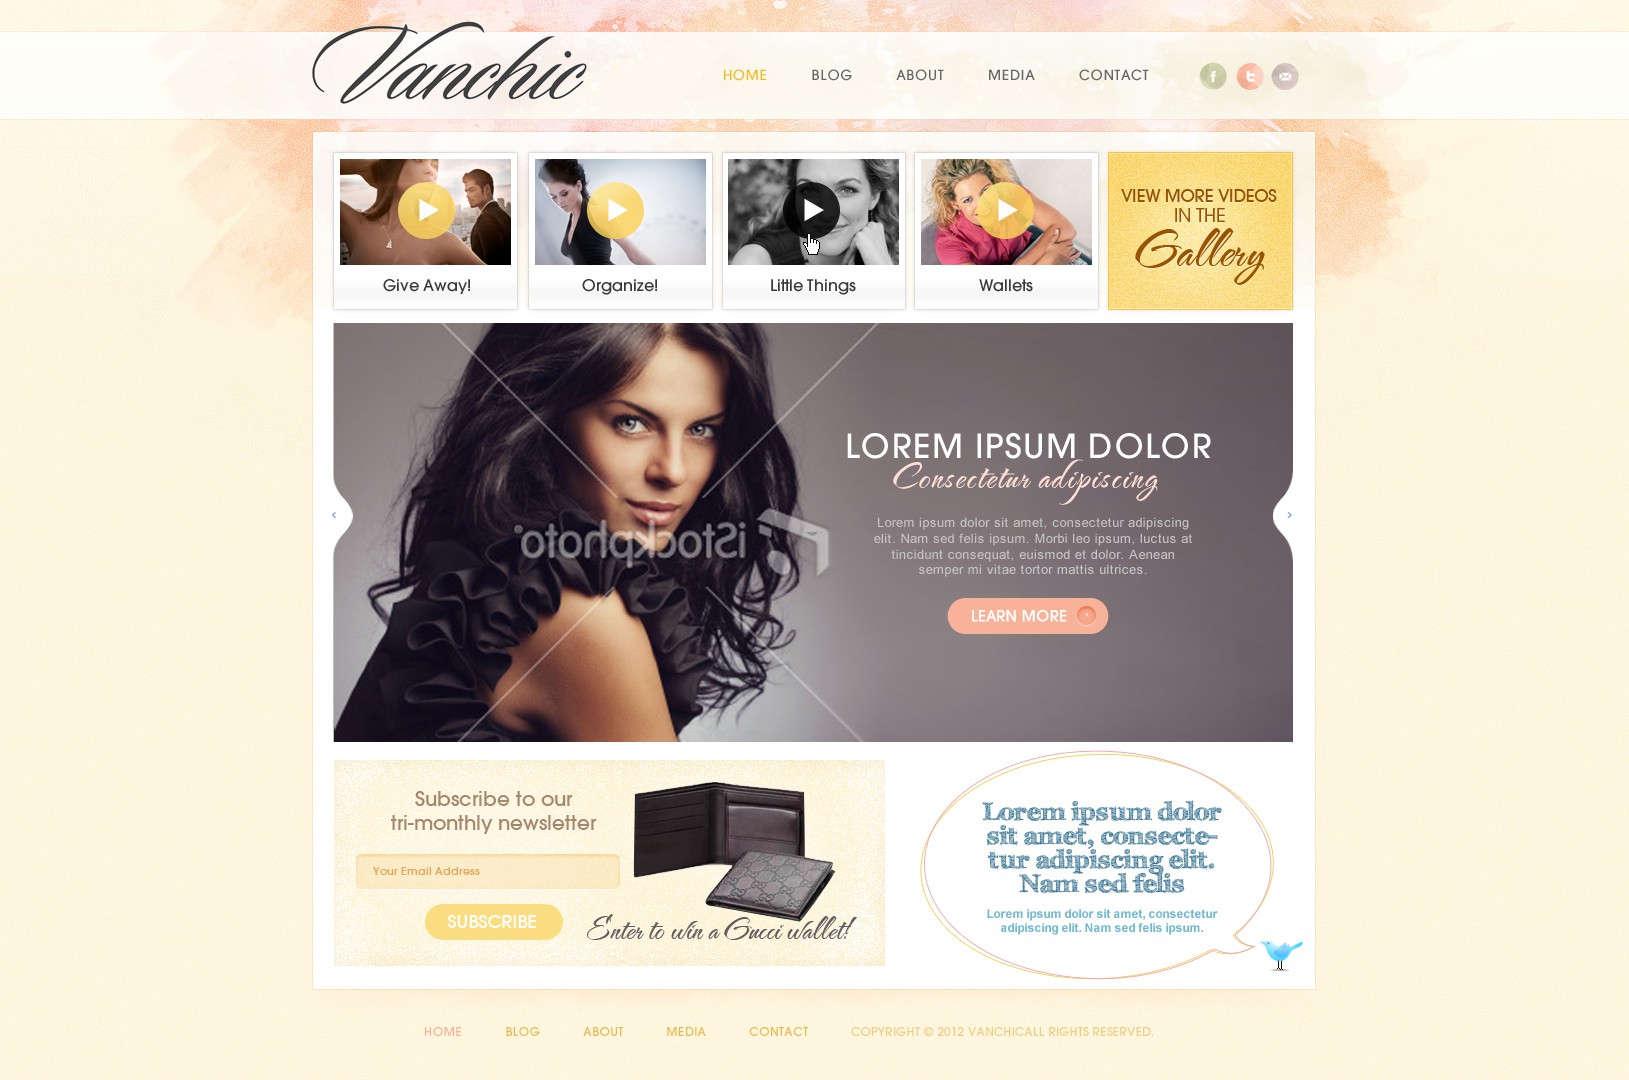 Vanchic
HOME BLOG ABOUT MEDIA CONTACT
Give Away!
Organize!
Little Things
Wallets
VIEW MORE VIDEOS
IN THE
Gallery
LOREM IPSUM DOLOR
Consectetur adipiscing
Lorem ipsum dolor sit amet, consectetur adipiscing
elit. Nam sed felis ipsum. Morbi leo ipsum, luctus at
tincidunt consequat, euismod et dolor. Aenean
semper mi vitae tortor mattis ultrices.
LEARN MORE
iStockphoto
Subscribe to our
tri-monthly newsletter
Your Email Address
SUBSCRIBE
Enter to win a Gucci wallet!
Lorem ipsum dolor
sit amet, consecte-
tur adipiscing elit.
Nam sed felis
Lorem ipsum dolor sit amet, consectetur
adipiscing elit. Nam sed felis ipsum.
HOME BLOG ABOUT MEDIA CONTACT COPYRIGHT © 2012 VANCHICALL RIGHTS RESERVED.